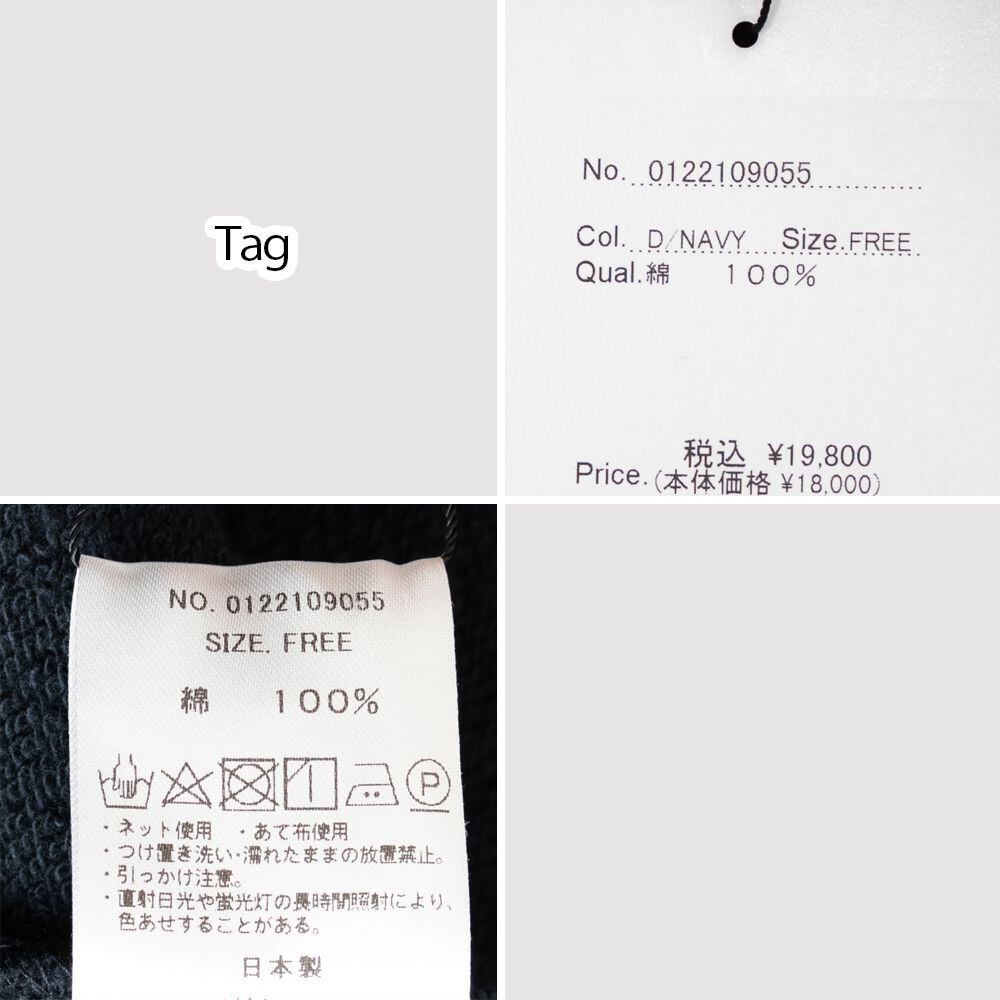 Tag
No. 0122109055
Col. D/NAVY Size.FREE
Qual.綿 100%
税込 ¥19,800
Price.(本体価格 ¥18,000)
NO. 0122109055
SIZE. FREE
綿 100%
P
・ネット使用 ・あて布使用
・つけ置き洗い・濡れたままの放置禁止。
・引っかけ注意。
・直射日光や蛍光灯の長時間照射により、
色あせすることがある。
日本製